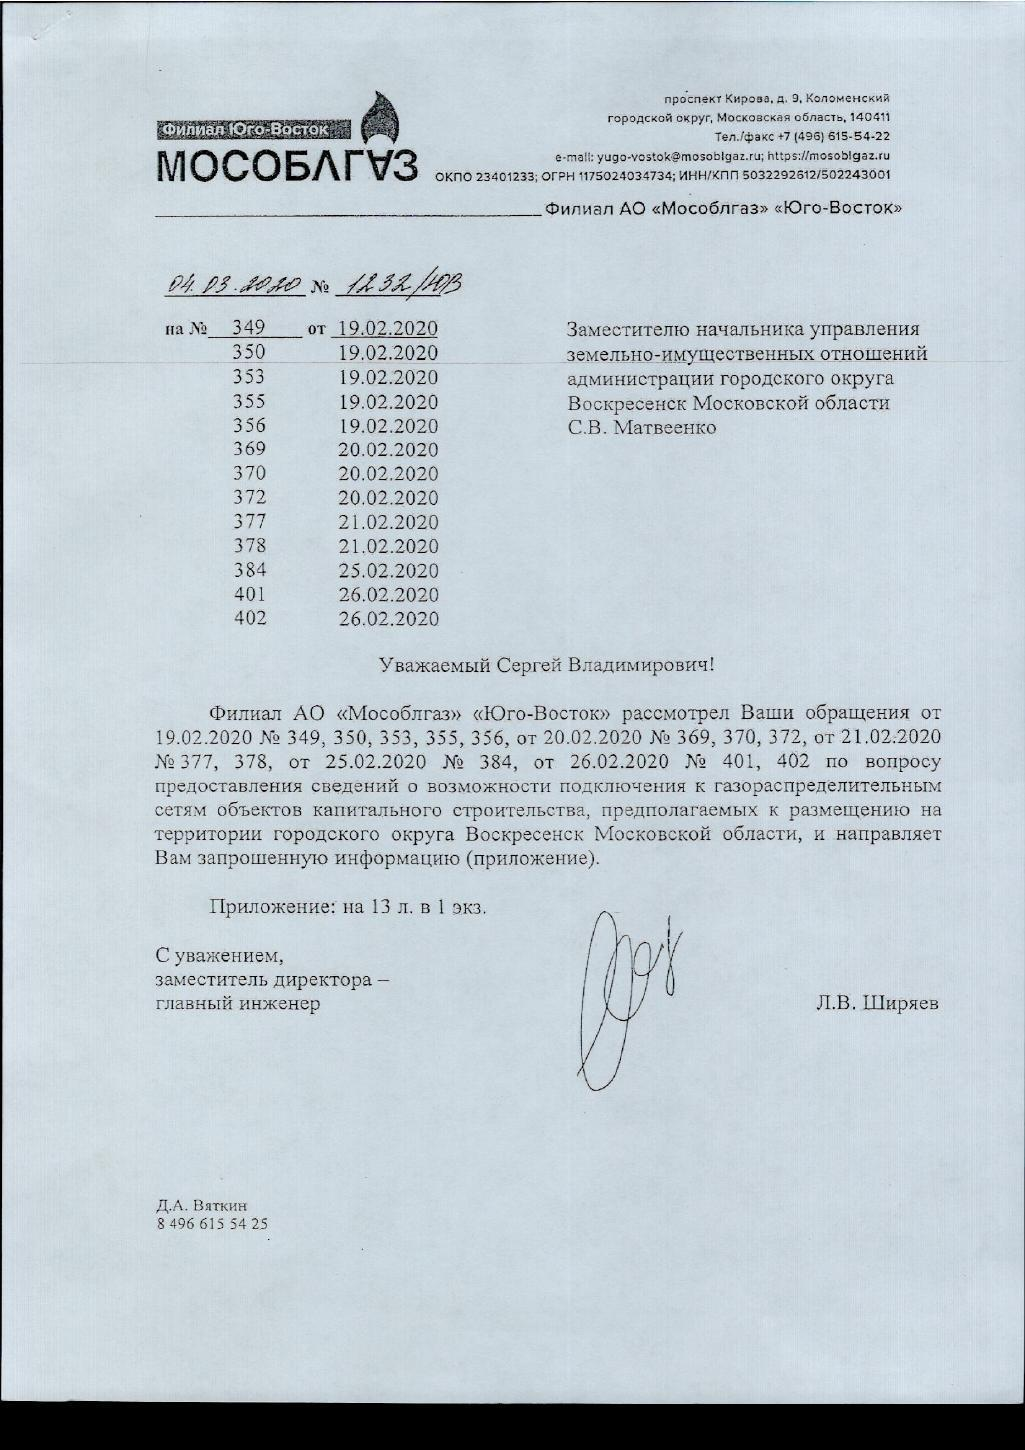 проспект Кирова, д. 9, Коломенский
городской округ, Московская область, 140411
Тел./факс +7 (496) 615-54-22
e-mail: yugo-vostok@mosoblgaz.ru; https://mosoblgaz.ru
ОКПО 23401233; ОГРН 1175024034734; ИНН/КПП 5032292612/502243001
Филиал Юго-Восток
МОСОБЛГАЗ
Филиал АО «Мособлгаз» «Юго-Восток»
04.03.2020 № 1232/ЮВ
на № 349 от 19.02.2020
350 19.02.2020
353 19.02.2020
355 19.02.2020
356 19.02.2020
369 20.02.2020
370 20.02.2020
372 20.02.2020
377 21.02.2020
378 21.02.2020
384 25.02.2020
401 26.02.2020
402 26.02.2020
Заместителю начальника управления
земельно-имущественных отношений
администрации городского округа
Воскресенск Московской области
С.В. Матвеенко
Уважаемый Сергей Владимирович!
Филиал АО «Мособлгаз» «Юго-Восток» рассмотрел Ваши обращения от
19.02.2020 № 349, 350, 353, 355, 356, от 20.02.2020 № 369, 370, 372, от 21.02.2020
№ 377, 378, от 25.02.2020 № 384, от 26.02.2020 № 401, 402 по вопросу
предоставления сведений о возможности подключения к газораспределительным
сетям объектов капитального строительства, предполагаемых к размещению на
территории городского округа Воскресенск Московской области, и направляет
Вам запрошенную информацию (приложение).
Приложение: на 13 л. в 1 экз.
С уважением,
заместитель директора –
главный инженер
Л.В. Ширяев
Д.А. Вяткин
8 496 615 54 25